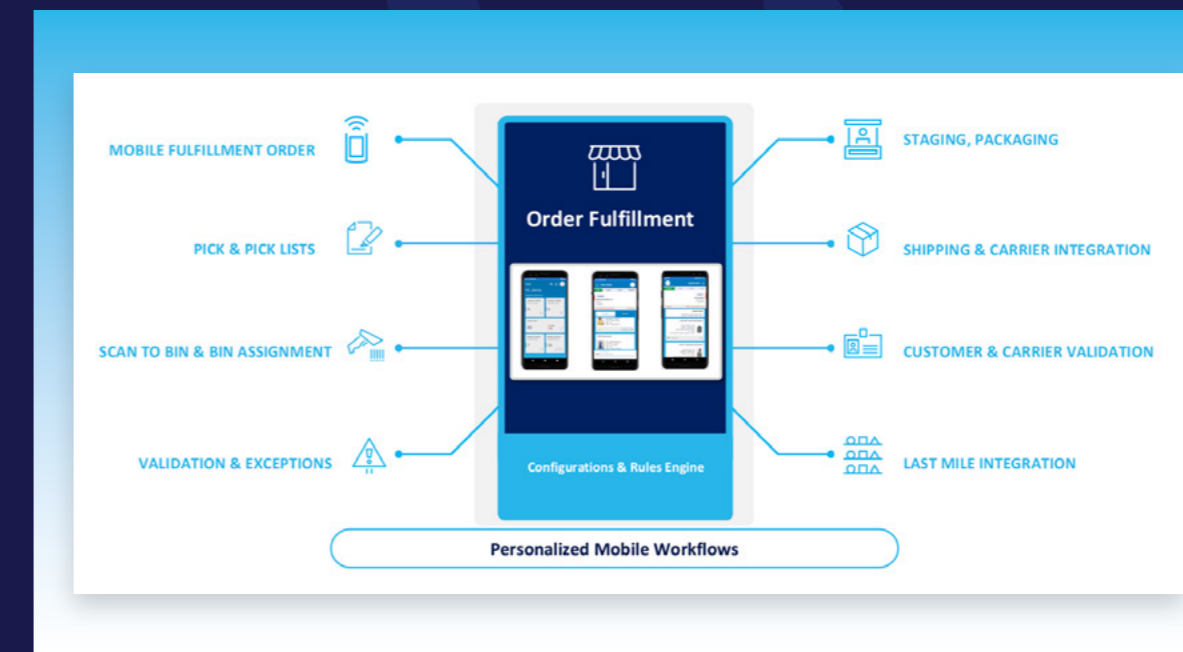 MOBILE FULFILLMENT ORDER
PICK & PICK LISTS
SCAN TO BIN & BIN ASSIGNMENT
VALIDATION & EXCEPTIONS
Order Fulfillment
Configurations & Rules Engine
STAGING, PACKAGING
SHIPPING & CARRIER INTEGRATION
CUSTOMER & CARRIER VALIDATION
LAST MILE INTEGRATION
Personalized Mobile Workflows